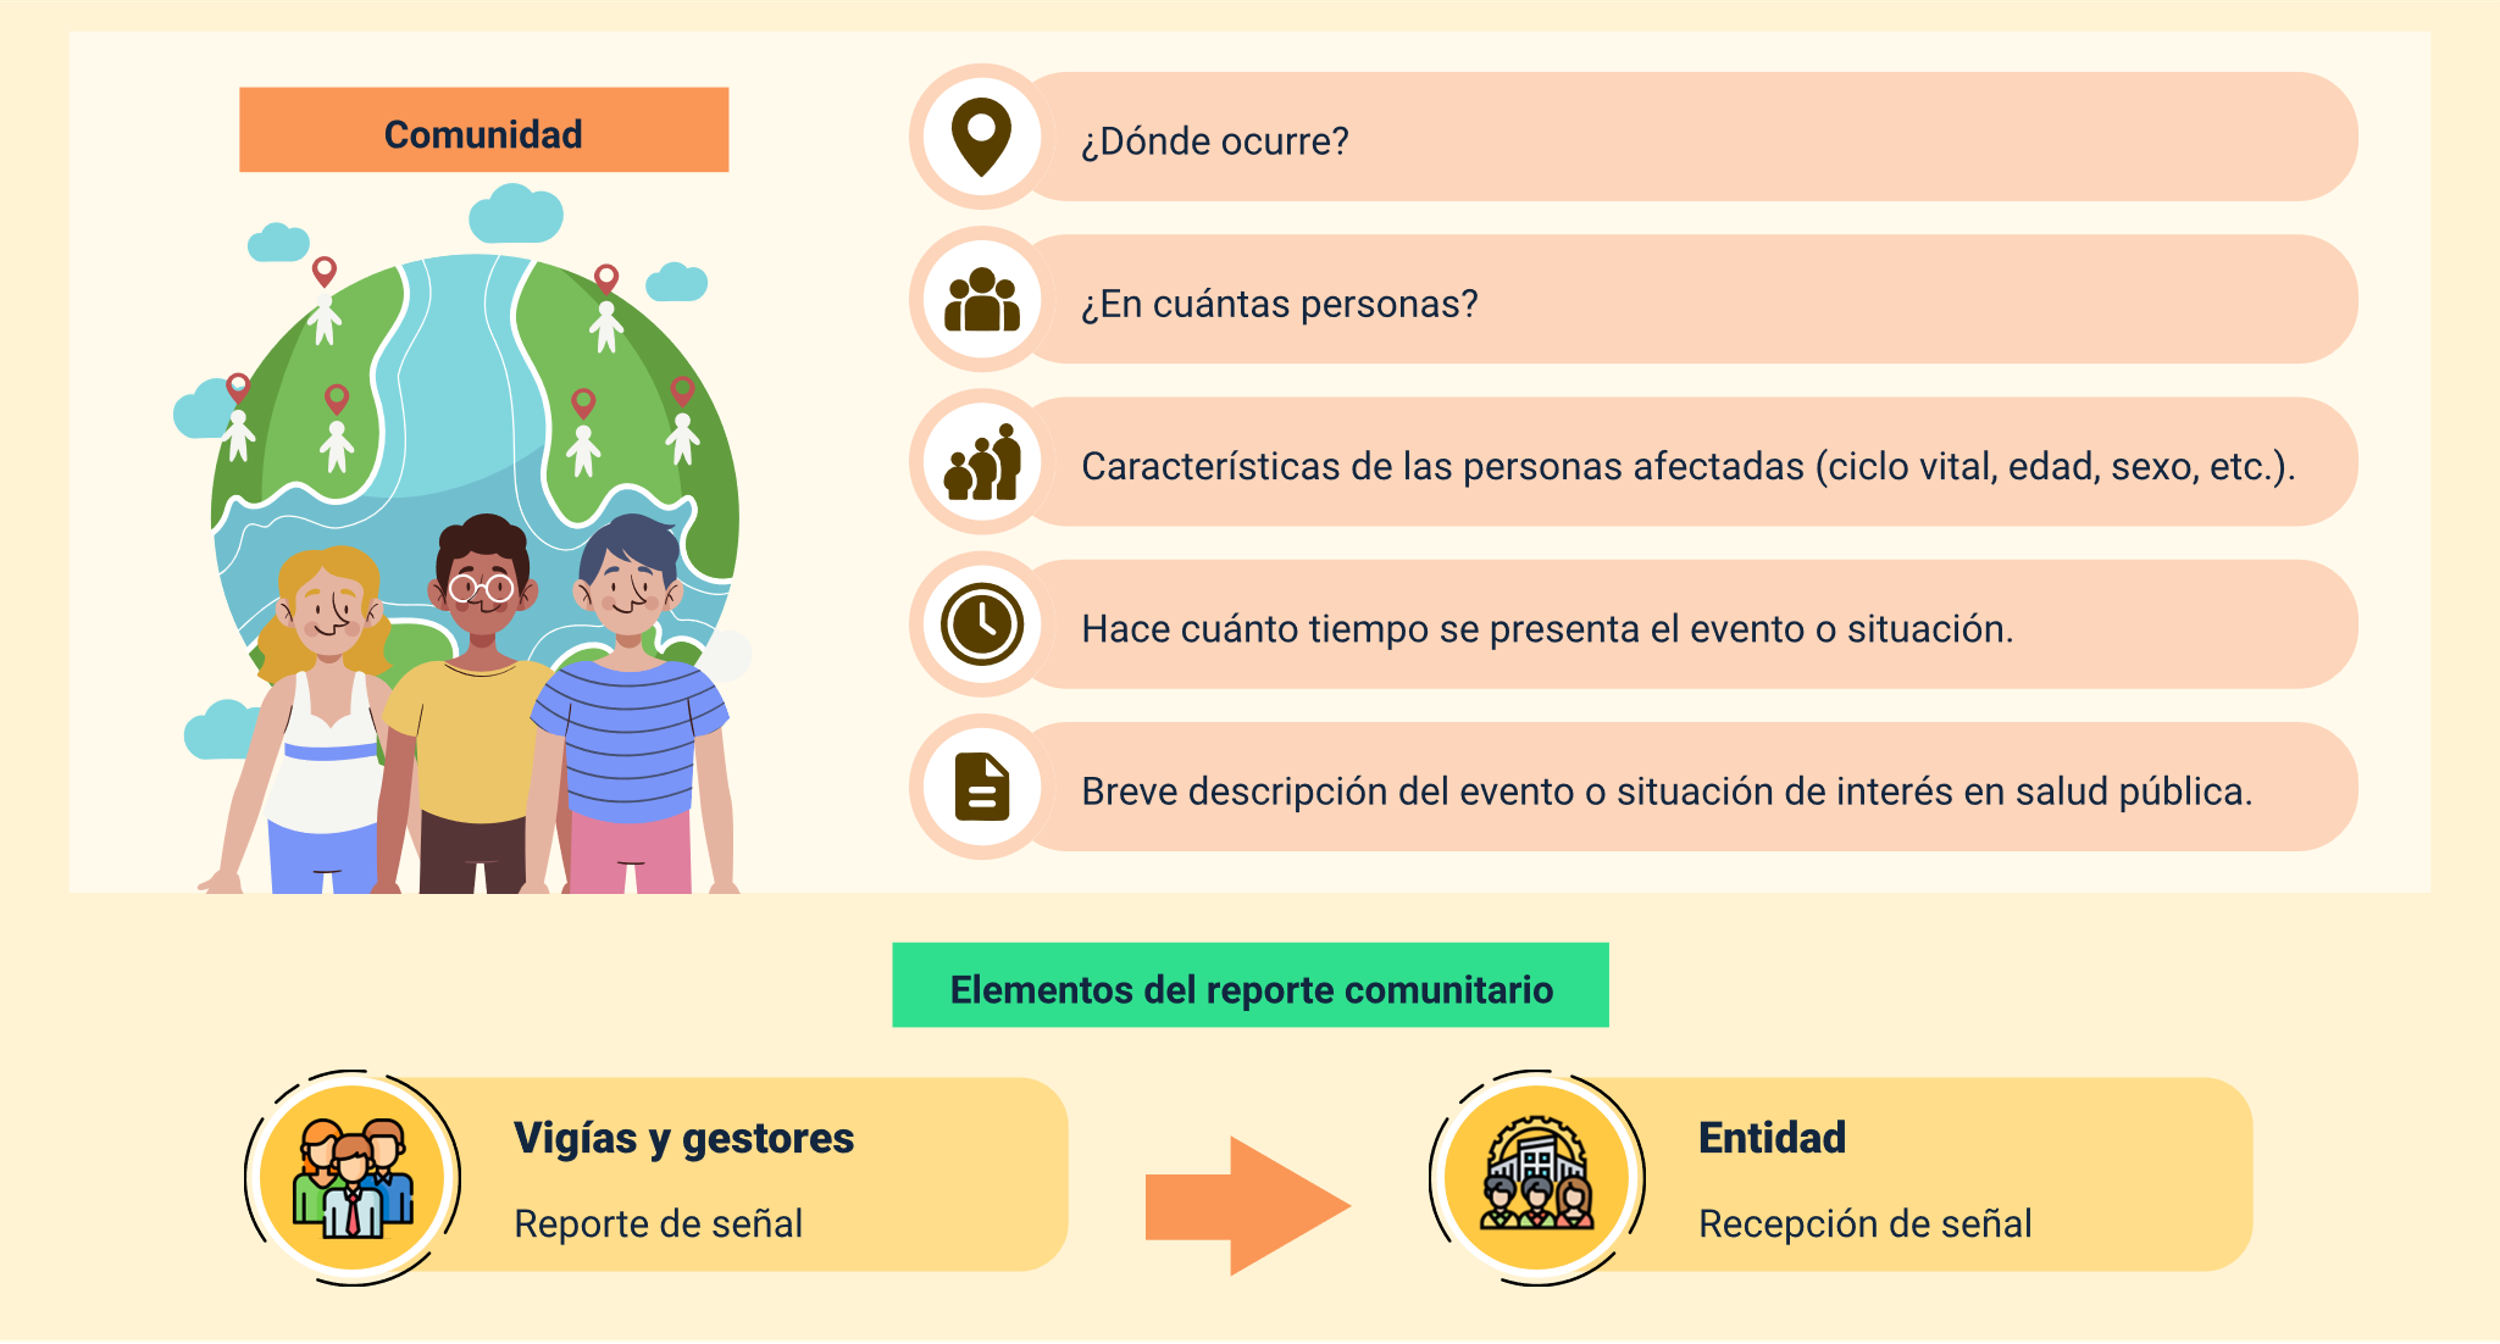 Comunidad
¿Dónde ocurre?
¿En cuántas personas?
Características de las personas afectadas (ciclo vital, edad, sexo, etc.).
Hace cuánto tiempo se presenta el evento o situación.
Breve descripción del evento o situación de interés en salud pública.
Elementos del reporte comunitario
Vigías y gestores
Reporte de señal
Entidad
Recepción de señal